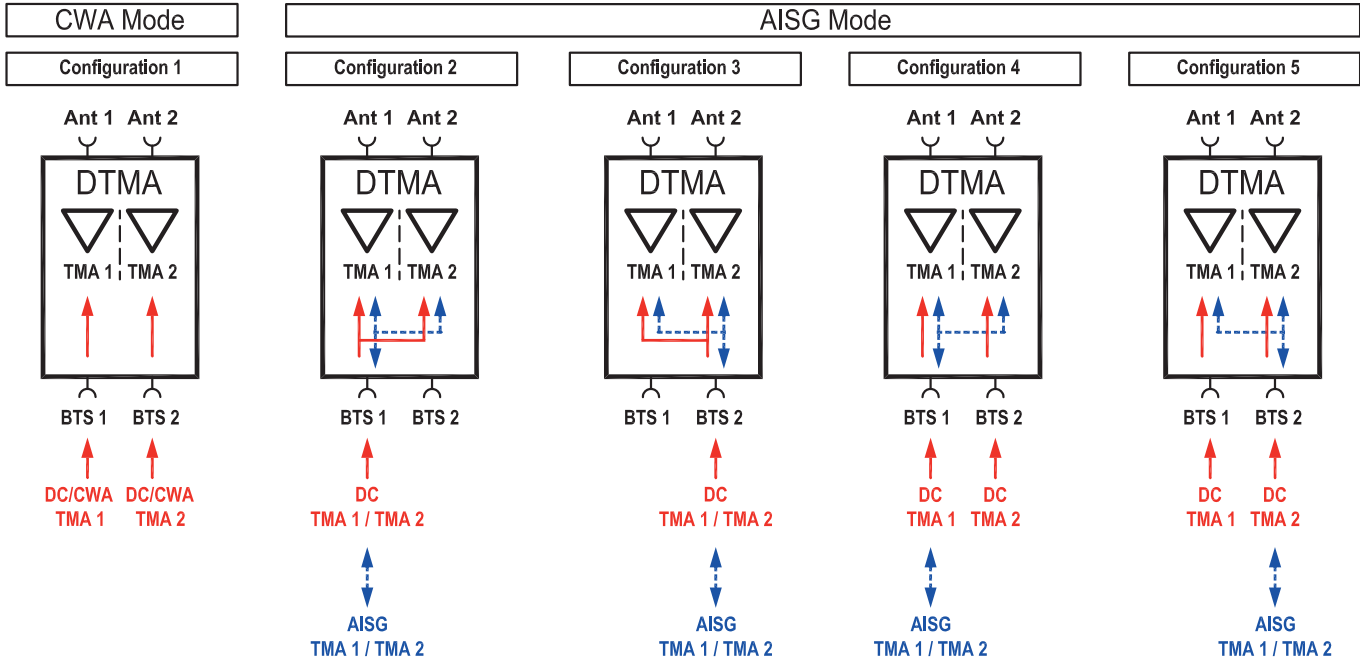 CWA Mode
AISG Mode
Configuration 1
Configuration 2
Configuration 3
Configuration 4
Configuration 5
Ant 1 Ant 2
Ant 1 Ant 2
Ant 1 Ant 2
Ant 1 Ant 2
Ant 1 Ant 2
DTMA
DTMA
DTMA
DTMA
DTMA
TMA 1 TMA 2
TMA 1 TMA 2
TMA 1 TMA 2
TMA 1 TMA 2
TMA 1 TMA 2
BTS 1 BTS 2
BTS 1 BTS 2
BTS 1 BTS 2
BTS 1 BTS 2
BTS 1 BTS 2
DC/CWA DC/CWA
TMA 1 TMA 2
DC
TMA 1 / TMA 2
DC
TMA 1 / TMA 2
DC DC
TMA 1 TMA 2
DC DC
TMA 1 TMA 2
AISG
TMA 1 / TMA 2
AISG
TMA 1 / TMA 2
AISG
TMA 1 / TMA 2
AISG
TMA 1 / TMA 2